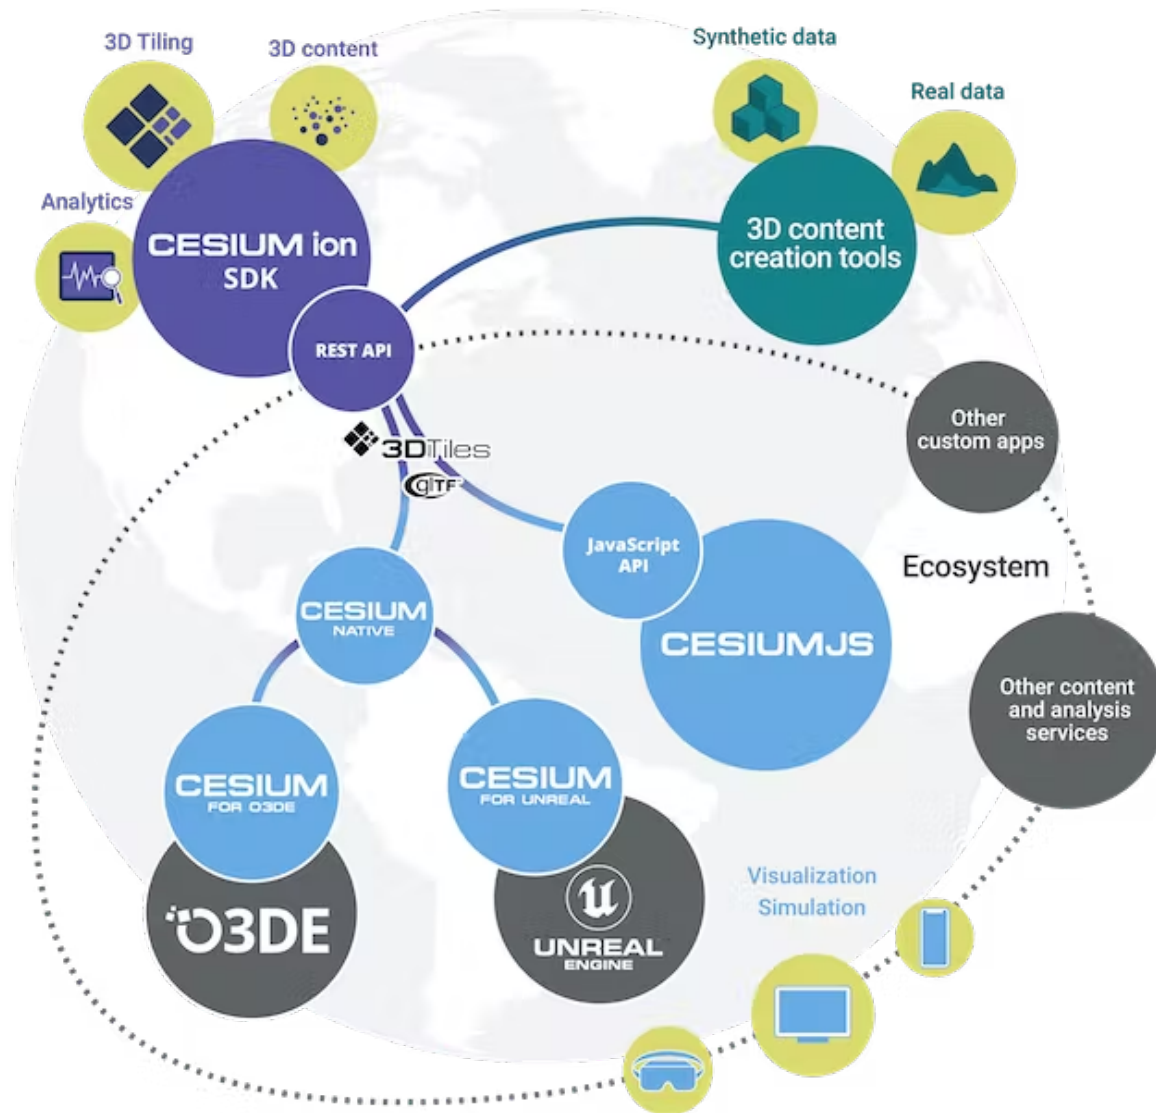 3D Tiling
3D content
Synthetic data
Real data
Analytics
CESIUM ion
SDK
3D content
creation tools
REST API
Other
custom apps
3DTiles
glTF
JavaScript
API
Ecosystem
CESIUM
NATIVE
CESIUMJS
Other content
and analysis
services
CESIUM
FOR O3DE
CESIUM
FOR UNREAL
Visualization
Simulation
O3DE
UNREAL
ENGINE